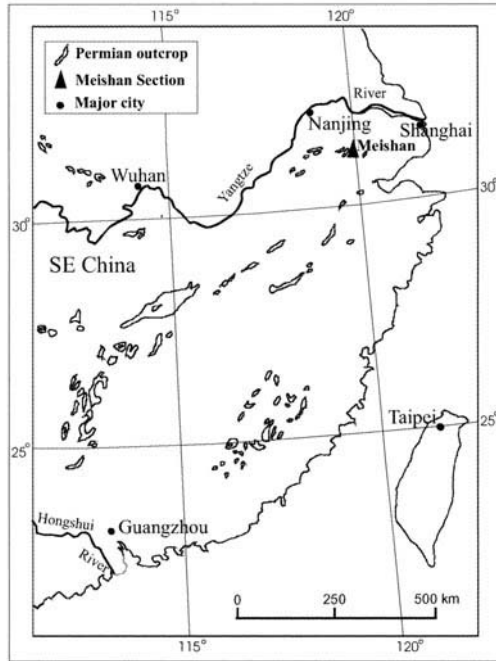 115°
120°
Permian outcrop
Meishan Section
Major city
River
Nanjing
Shanghai
Meishan
Wuhan
Yangtze
30°
30°
SE China
Taipei
25°
25°
Hongshui
Guangzhou
River
0 250 500 km
115°
120°